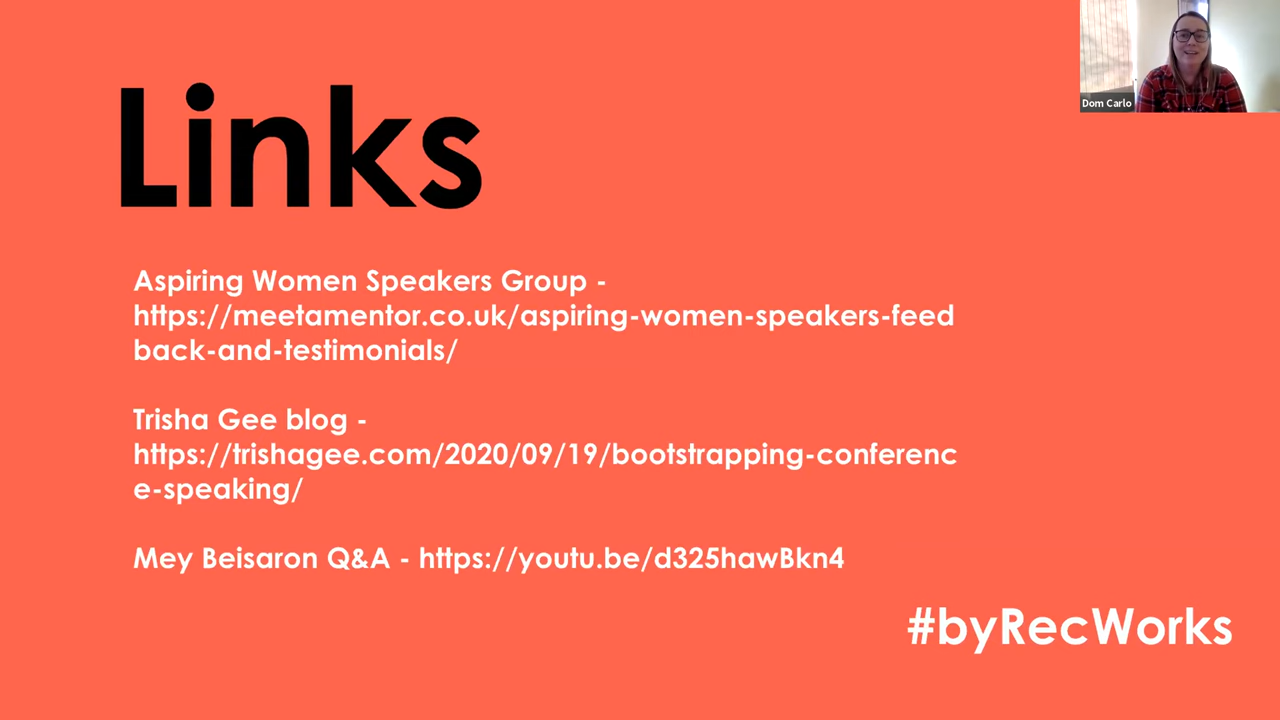 Links
Dom Carlo
Aspiring Women Speakers Group -
https://meetamentor.co.uk/aspiring-women-speakers-feed
back-and-testimonials/
Trisha Gee blog -
https://trishagee.com/2020/09/19/bootstrapping-conferenc
e-speaking/
Mey Beisaron Q&A - https://youtu.be/d325hawBkn4
#byRecWorks